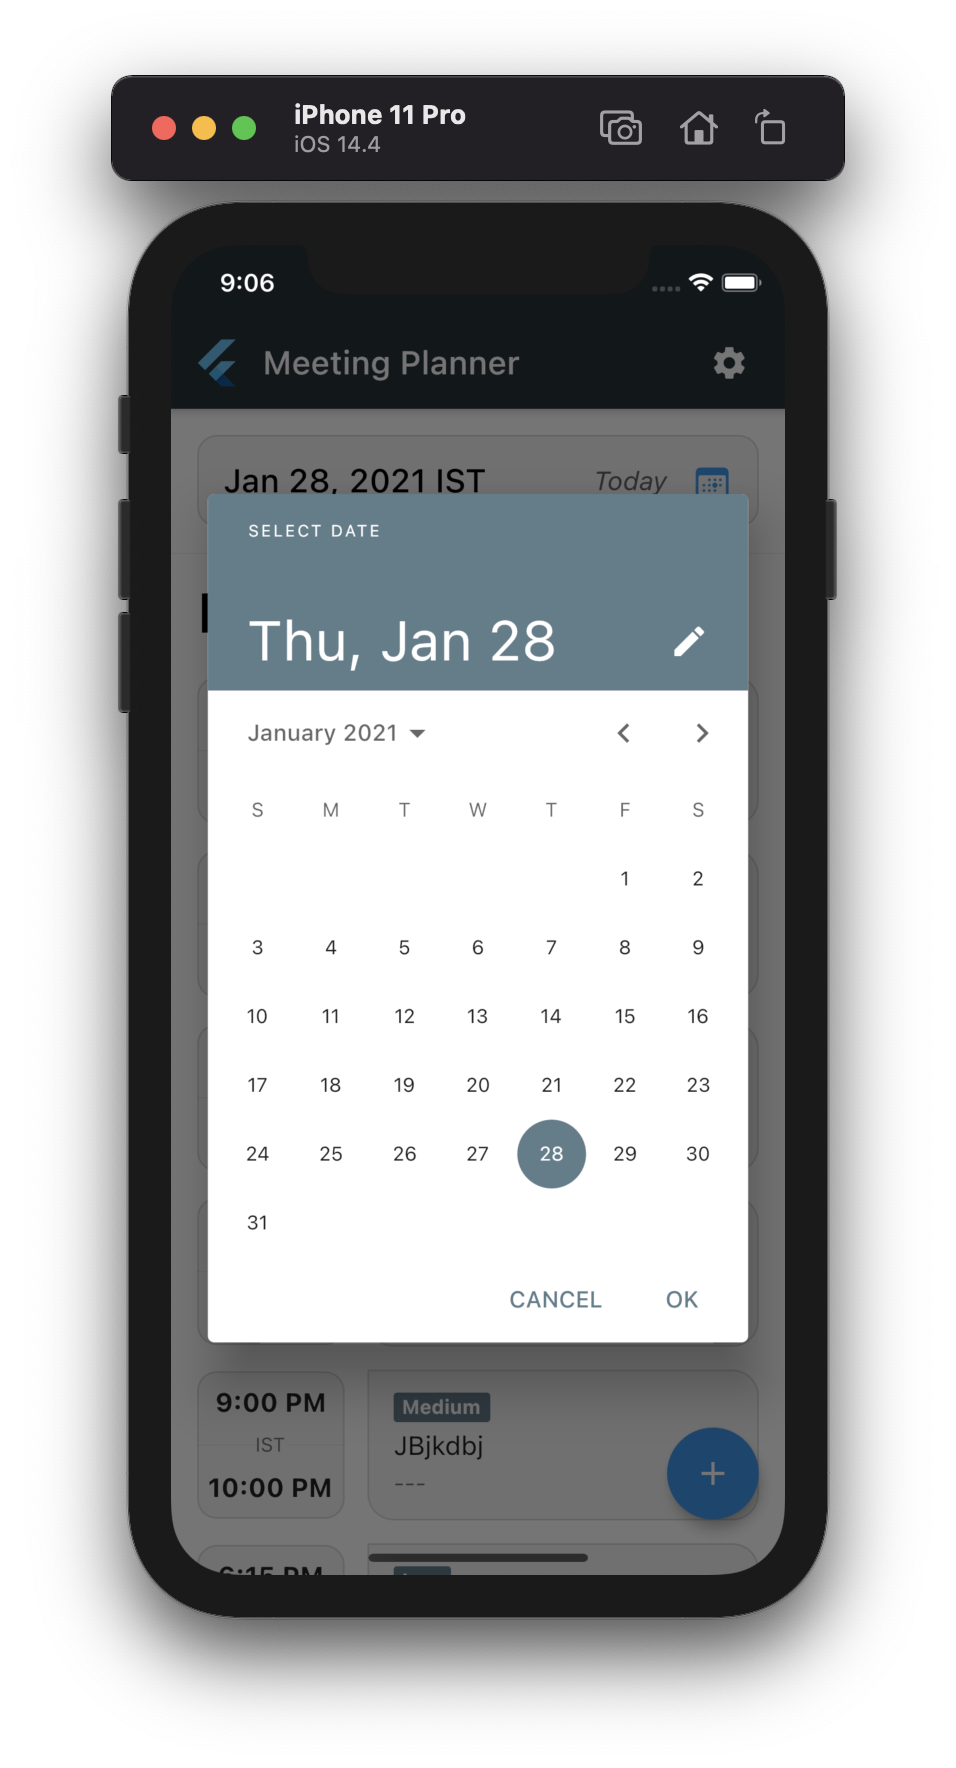 iPhone 11 Pro
iOS 14.4
9:06
Meeting Planner
Jan 28, 2021 IST Today
SELECT DATE
Thu, Jan 28
January 2021
S M T W T F S
1 2
3 4 5 6 7 8 9
10 11 12 13 14 15 16
17 18 19 20 21 22 23
24 25 26 27 28 29 30
31
CANCEL OK
9:00 PM
IST
10:00 PM
Medium
JBjkdbj
---
6:15 PM